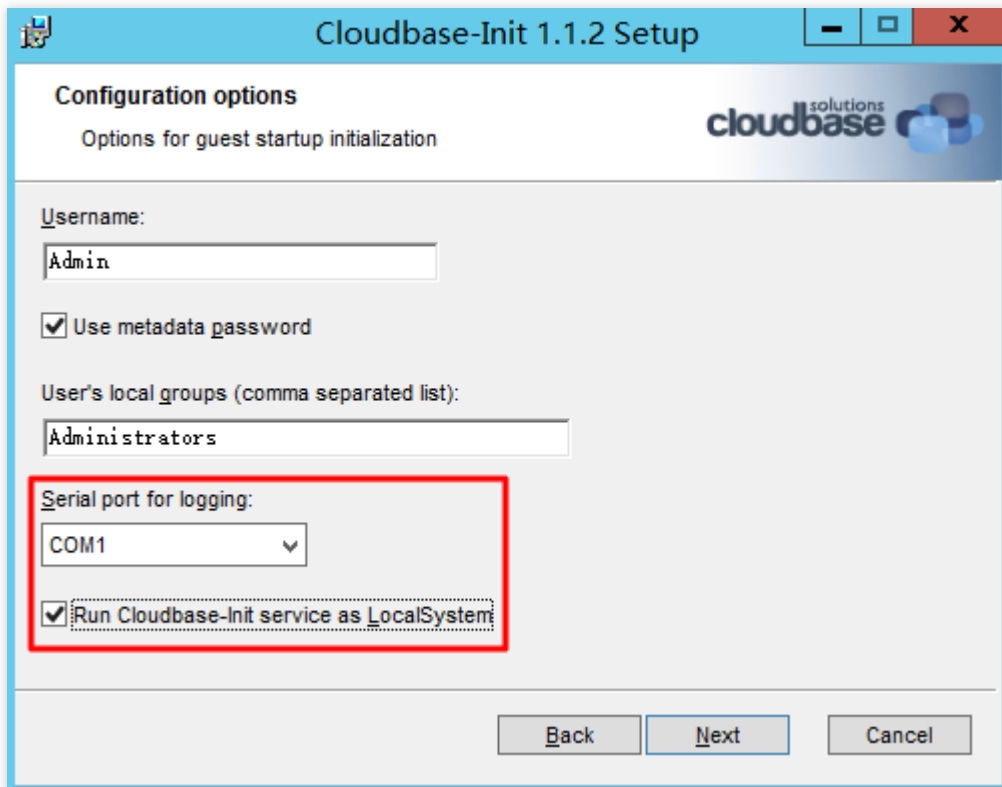 Cloudbase-Init 1.1.2 Setup
Configuration options
Options for guest startup initialization
cloudbase solutions
Username:
Admin
Use metadata password
User's local groups (comma separated list):
Administrators
Serial port for logging:
COM1
Run Cloudbase-Init service as LocalSystem
Back Next Cancel